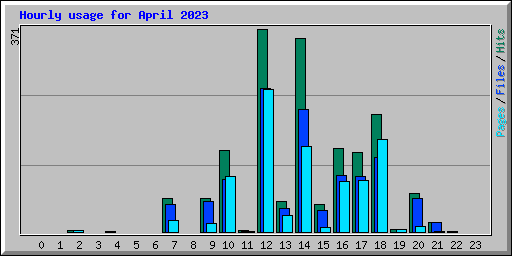 Hourly usage for April 2023
371
Pages / Files / Hits
0 1 2 3 4 5 6 7 8 9 10 11 12 13 14 15 16 17 18 19 20 21 22 23